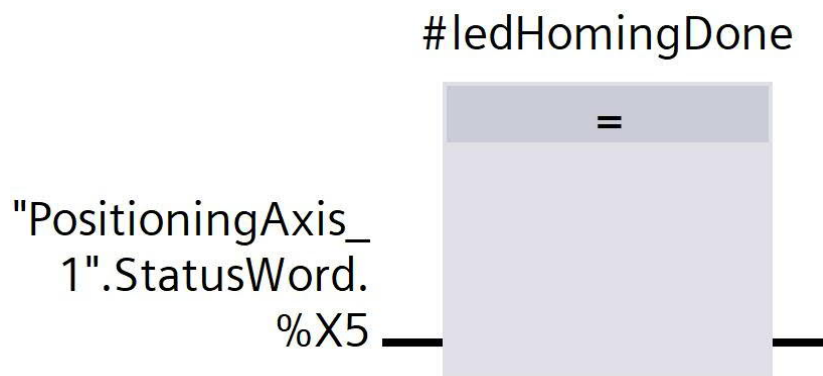 #ledHomingDone
=
"PositioningAxis_
1".StatusWord.
%X5